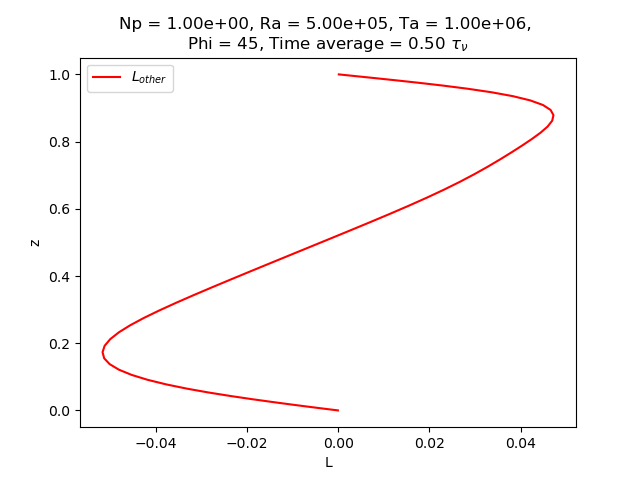 Np = 1.00e+00, Ra = 5.00e+05, Ta = 1.00e+06,
Phi = 45, Time average = 0.50 τν
L_other
1.0
0.8
0.6
0.4
0.2
0.0
z
−0.04
−0.02
0.00
0.02
0.04
L